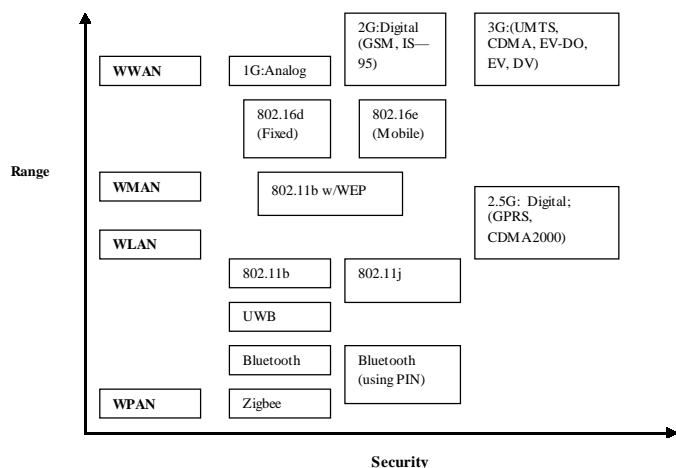 2G:Digital
(GSM, IS—
95)
3G:(UMTS,
CDMA, EV-DO,
EV, DV)
WWAN
1G:Analog
802.16d
(Fixed)
802.16e
(Mobile)
Range
WMAN
802.11b w/WEP
2.5G: Digital;
(GPRS,
CDMA2000)
WLAN
802.11b
802.11j
UWB
Bluetooth
Bluetooth
(using PIN)
WPAN
Zigbee
Security